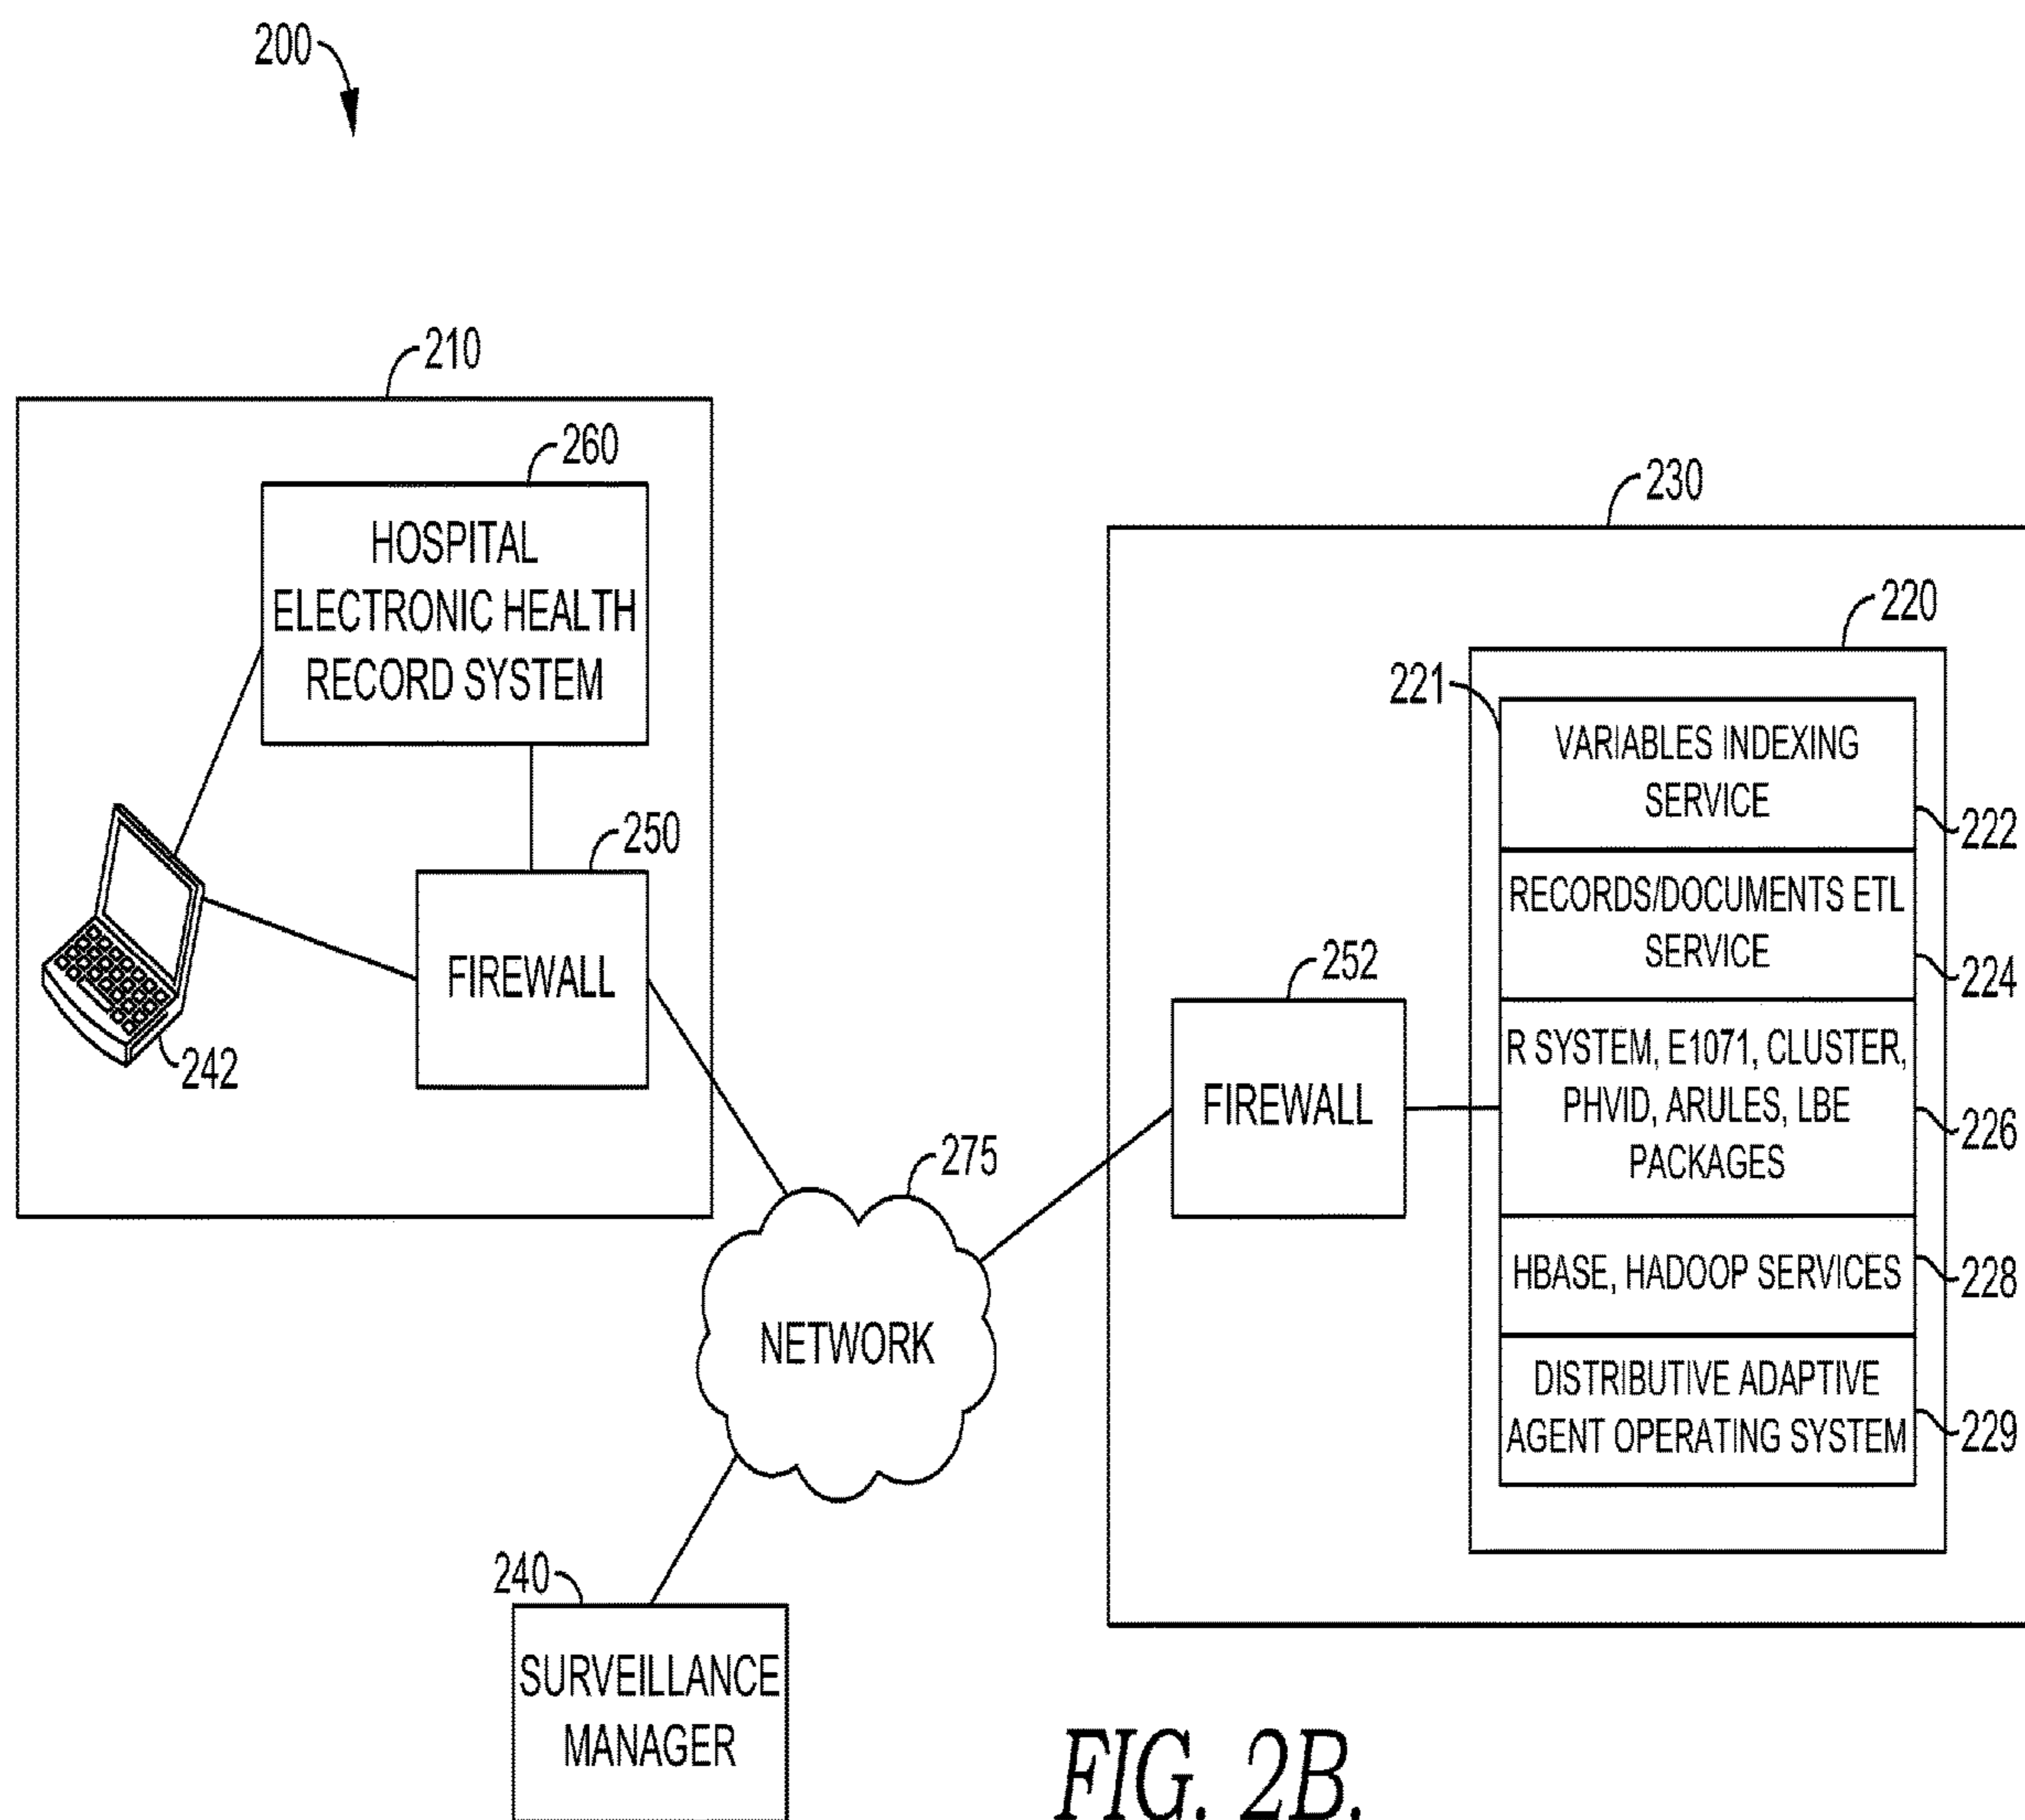 200
210
260
HOSPITAL
ELECTRONIC HEALTH
RECORD SYSTEM
250
FIREWALL
242
230
220
221
VARIABLES INDEXING
SERVICE
222
RECORDS/DOCUMENTS ETL
SERVICE
224
252
FIREWALL
R SYSTEM, E1071, CLUSTER,
PHVID, ARULES, LBE
PACKAGES
226
HBASE, HADOOP SERVICES
228
DISTRIBUTIVE ADAPTIVE
AGENT OPERATING SYSTEM
229
275
NETWORK
240
SURVEILLANCE
MANAGER
FIG. 2B.